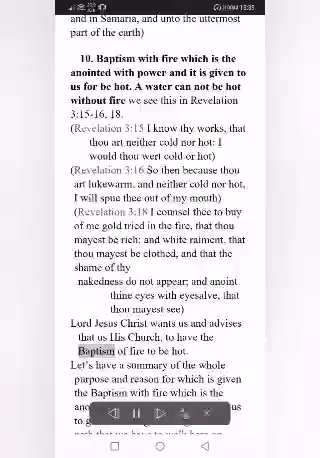 15:35
and in Samaria, and unto the uttermost
part of the earth)
10. Baptism with fire which is the
anointed with power and it is given to
us for be hot. A water can not be hot
without fire we see this in Revelation
3:15-16, 18.
(Revelation 3:15 I know thy works, that
thou art neither cold nor hot: I
would thou wert cold or hot)
(Revelation 3:16 So then because thou
art lukewarm, and neither cold nor hot,
I will spue thee out of my mouth)
(Revelation 3:18 I counsel thee to buy
of me gold tried in the fire, that thou
mayest be rich; and white raiment, that
thou mayest be clothed, and that the
shame of thy
nakedness do not appear; and anoint
thine eyes with eyesalve, that
thou mayest see)
Lord Jesus Christ wants us and advises
that us His Church, to have the
Baptism of fire to be hot.
Let's have a summary of the whole
purpose and reason for which is given
the Baptism with fire which is the
us
to